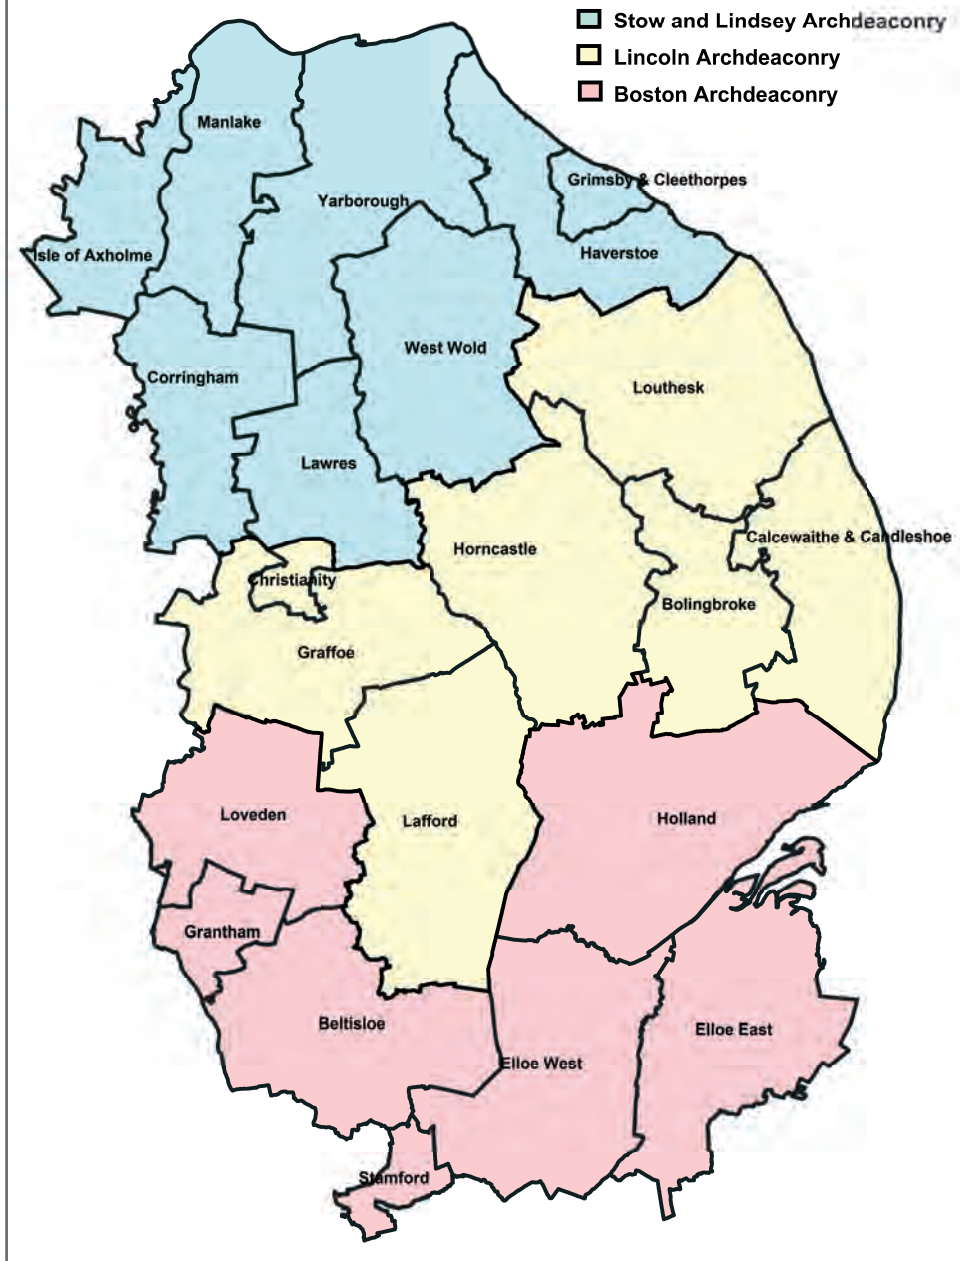 Stow and Lindsey Archdeaconry
Lincoln Archdeaconry
Boston Archdeaconry
Manlake
Grimsby & Cleethorpes
Yarborough
Isle of Axholme
Haverstoe
West Wold
Corringham
Louthesk
Lawres
Calcewaithe & Candleshoe
Horncastle
Christianity
Bolingbroke
Graffoe
Loveden
Lafford
Holland
Grantham
Beltisloe
Elloe East
Elloe West
Stamford